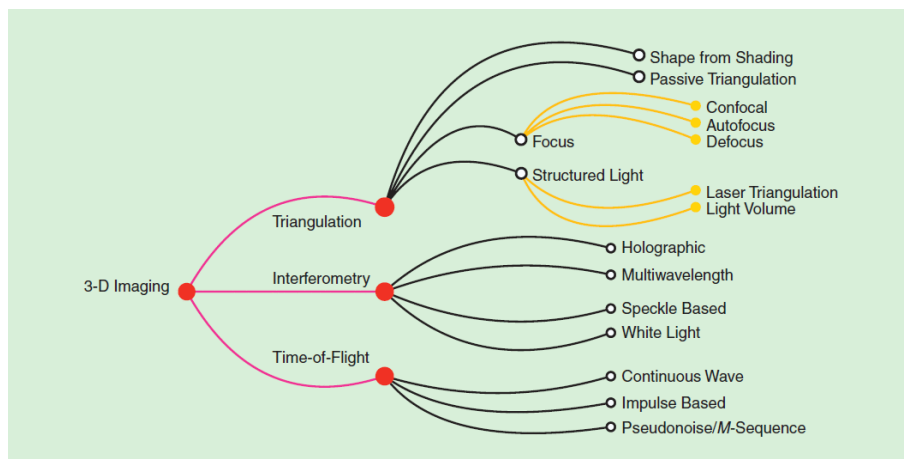 Shape from Shading
Passive Triangulation
Confocal
Autofocus
Defocus
Focus
Structured Light
Laser Triangulation
Light Volume
Triangulation
Holographic
Interferometry
Multiwavelength
3-D Imaging
Speckle Based
White Light
Time-of-Flight
Continuous Wave
Impulse Based
Pseudonoise/M-Sequence